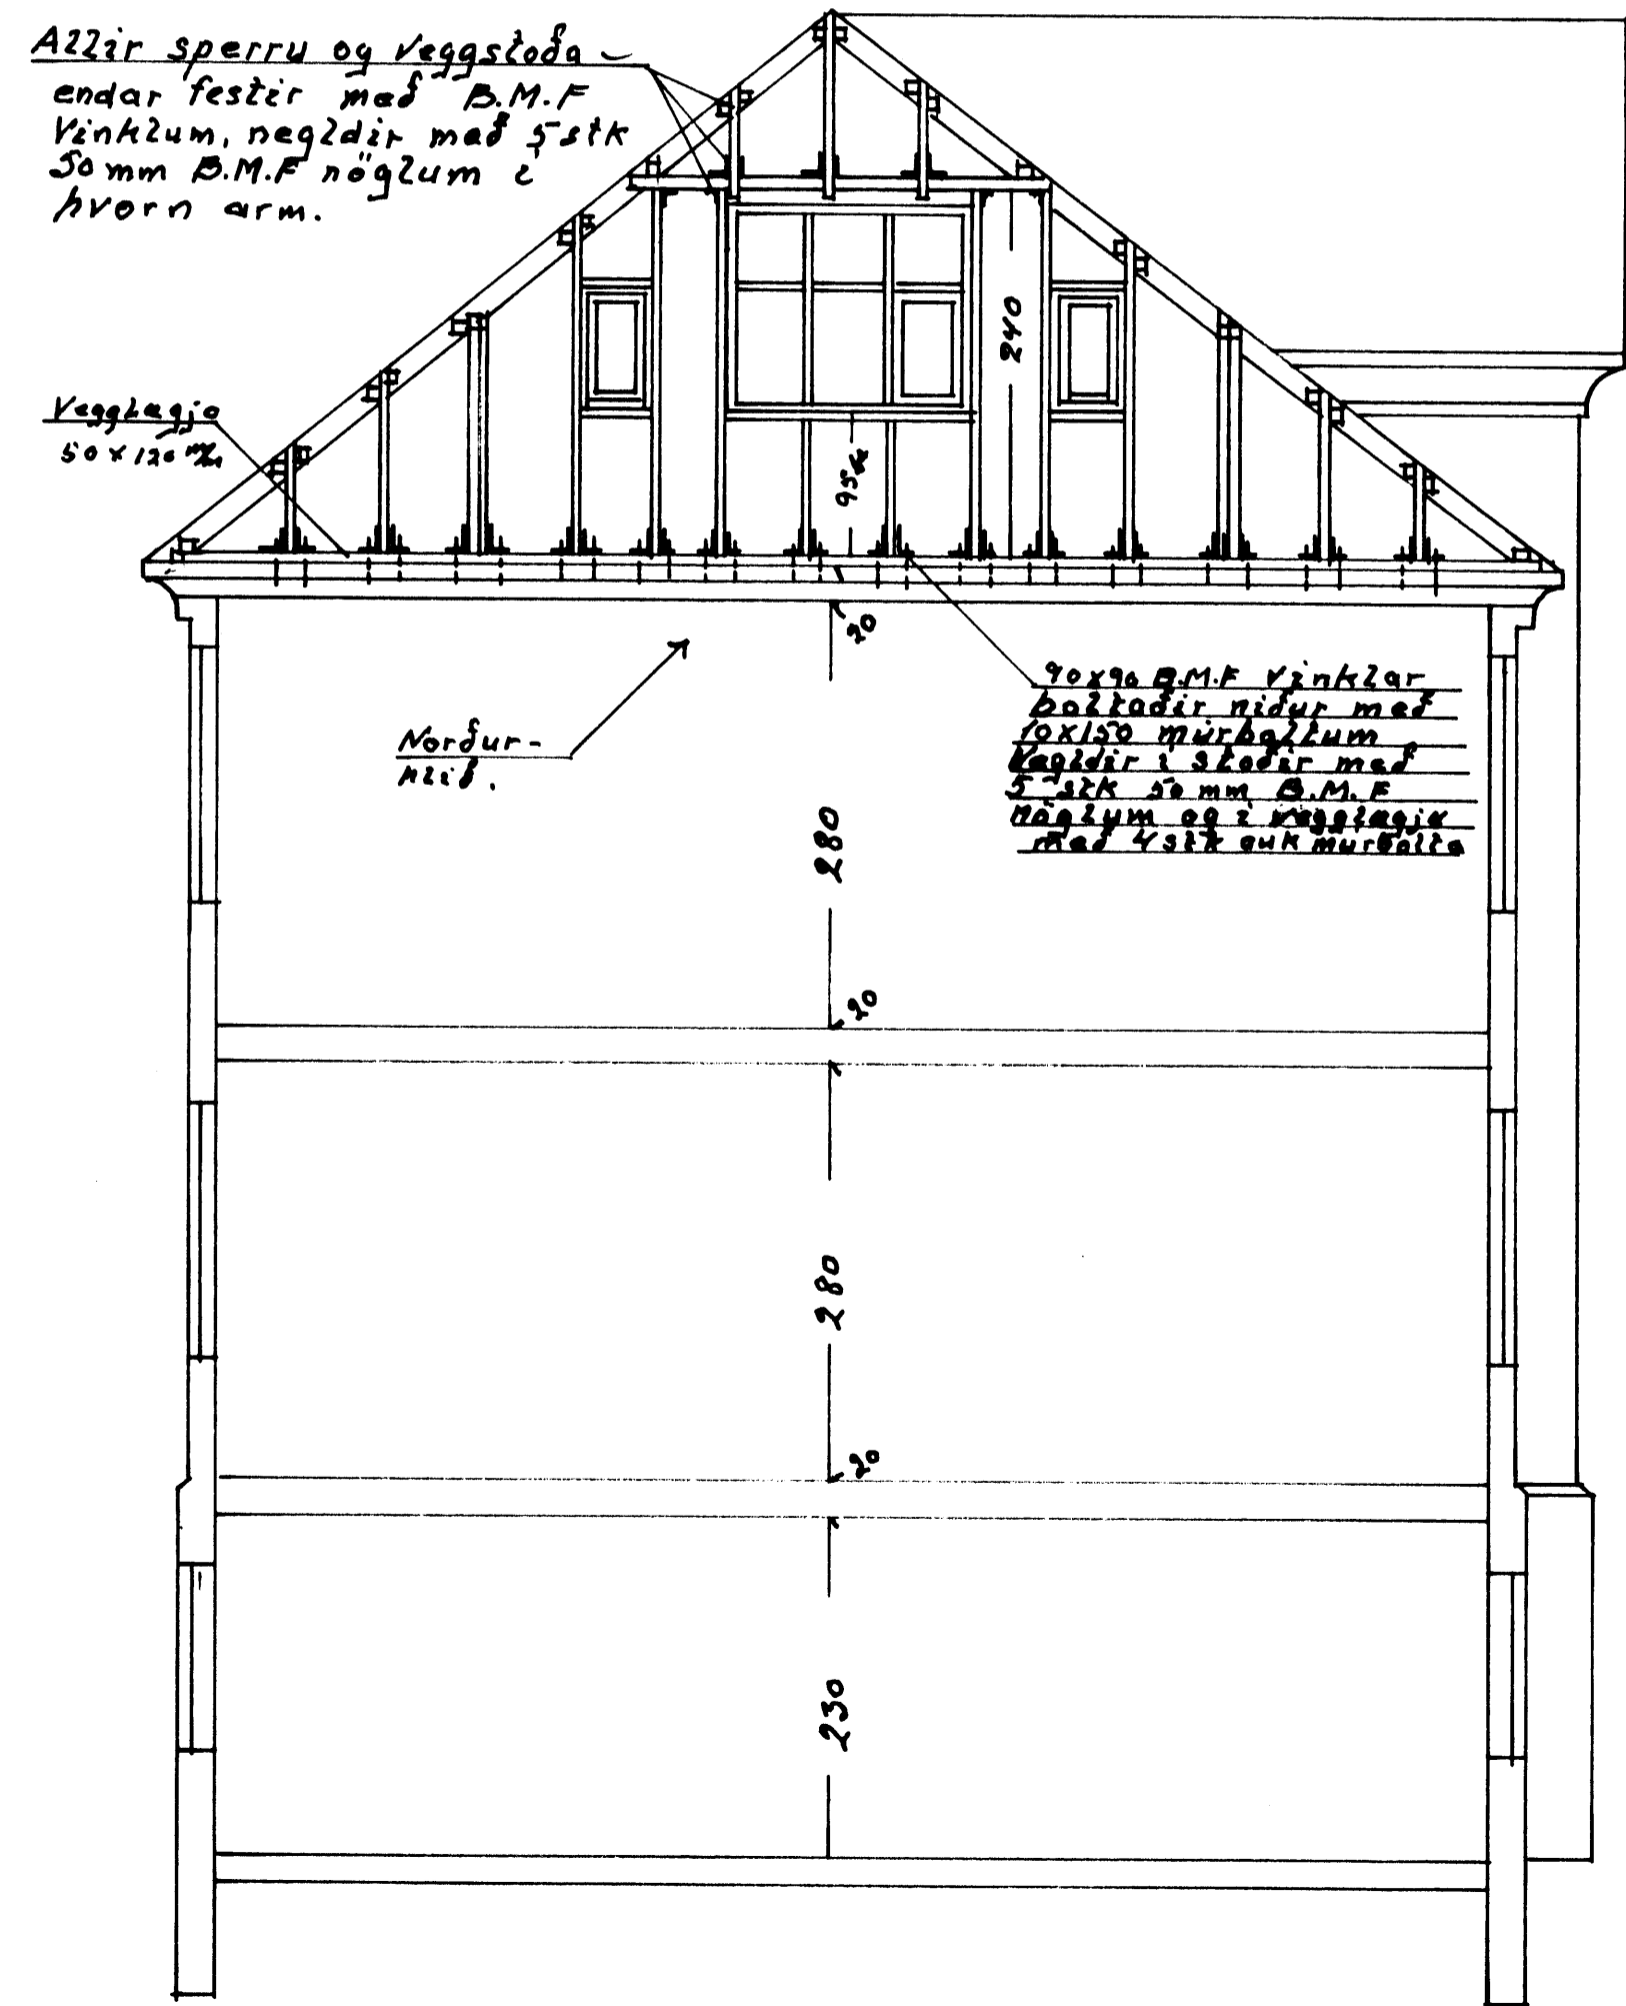 Allir sperru og veggstoða
endar festir með B.M.F
Vinklum, negldir með 5 stk
50 mm B.M.F nöglum í
hvorn arm.
240
Vegglægja
50 x 120 m/m
95
20
90x90 B.M.F Vinklar
boltaðir niður með
10x150 múrboltum
Negldir í stoðir með
5 stk 50 mm B.M.F
nöglum og í vegglægja
með 4 stk auk murbolta
Norður-
hlið.
280
20
280
20
230